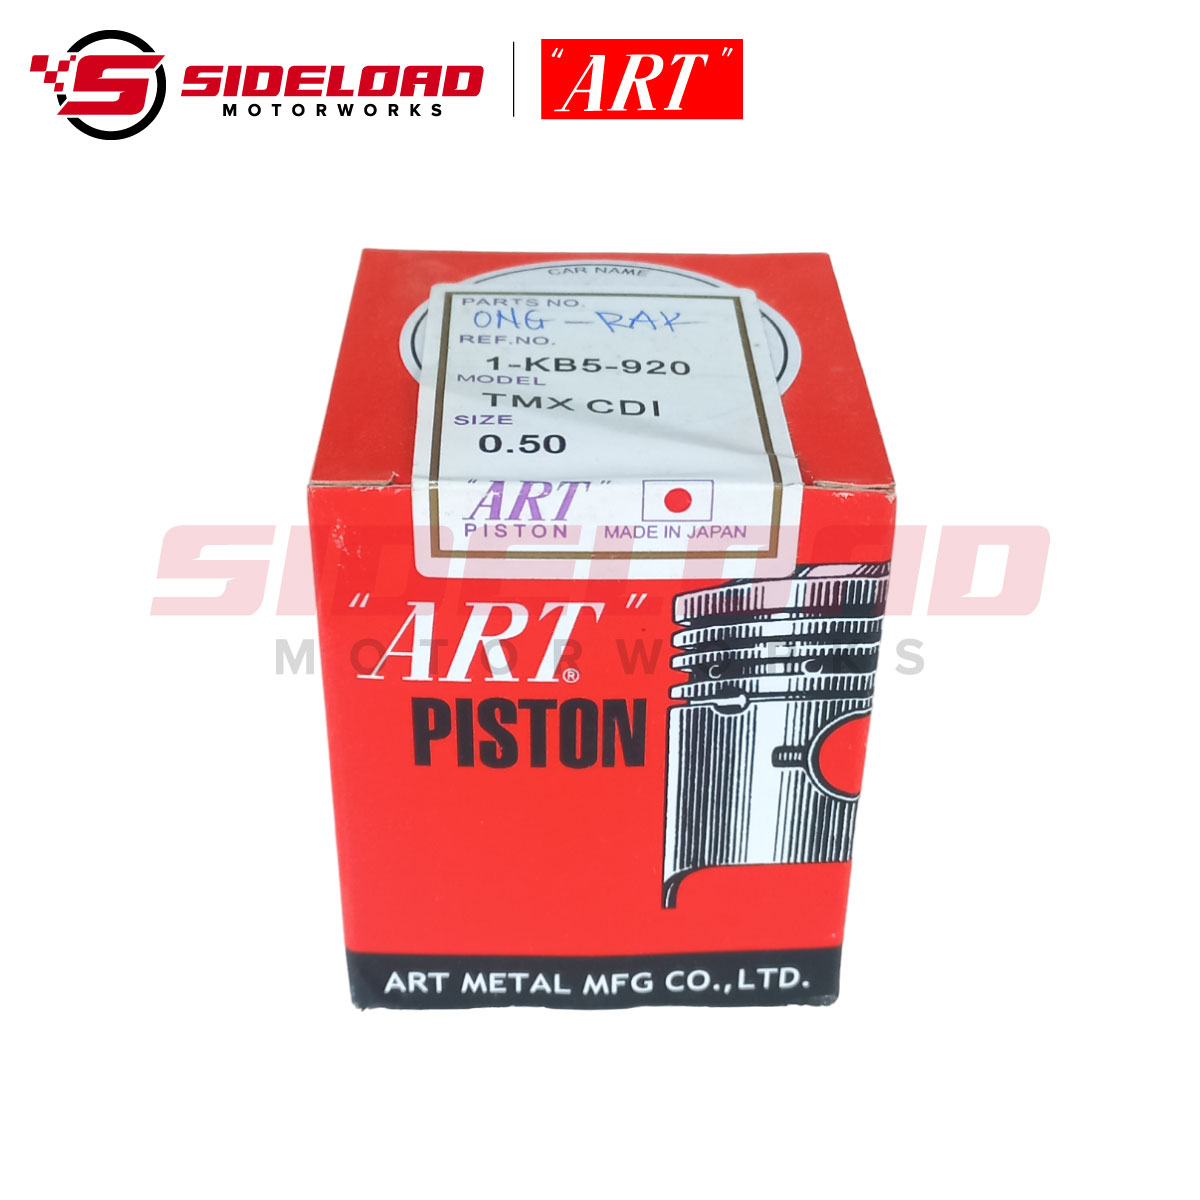 SIDELOAD
MOTORWORKS
"ART"
CAR NAME
PARTS NO.
ONG - RAK
REF.NO.
1-KB5-920
MODEL
TMX CDI
SIZE
0.50
"ART"
PISTON
MADE IN JAPAN
SIDELOAD
MOTORWORKS
"ART"®
PISTON
ART METAL MFG CO.,LTD.